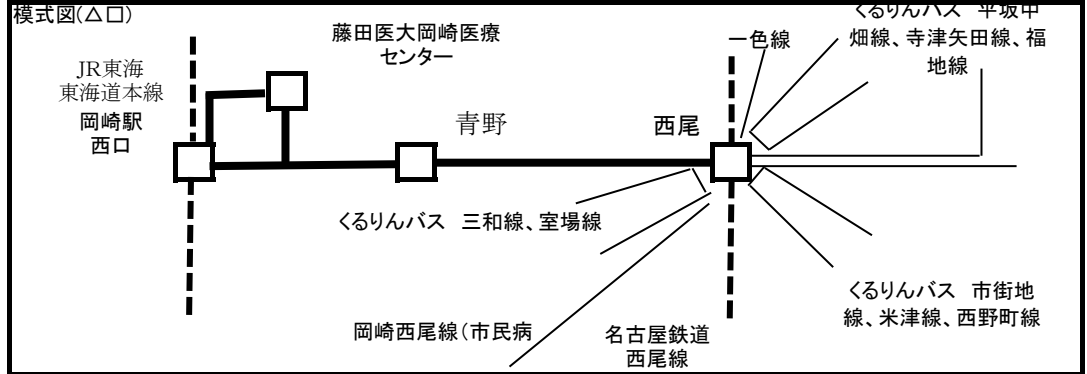 模式図(△□)
藤田医大岡崎医療
センター
JR東海
東海道本線
岡崎駅
西口
青野
西尾
一色線
くるりんバス 平坂中
畑線、寺津矢田線、福
地線
くるりんバス 三和線、室場線
岡崎西尾線(市民病
名古屋鉄道
西尾線
くるりんバス 市街地
線、米津線、西野町線